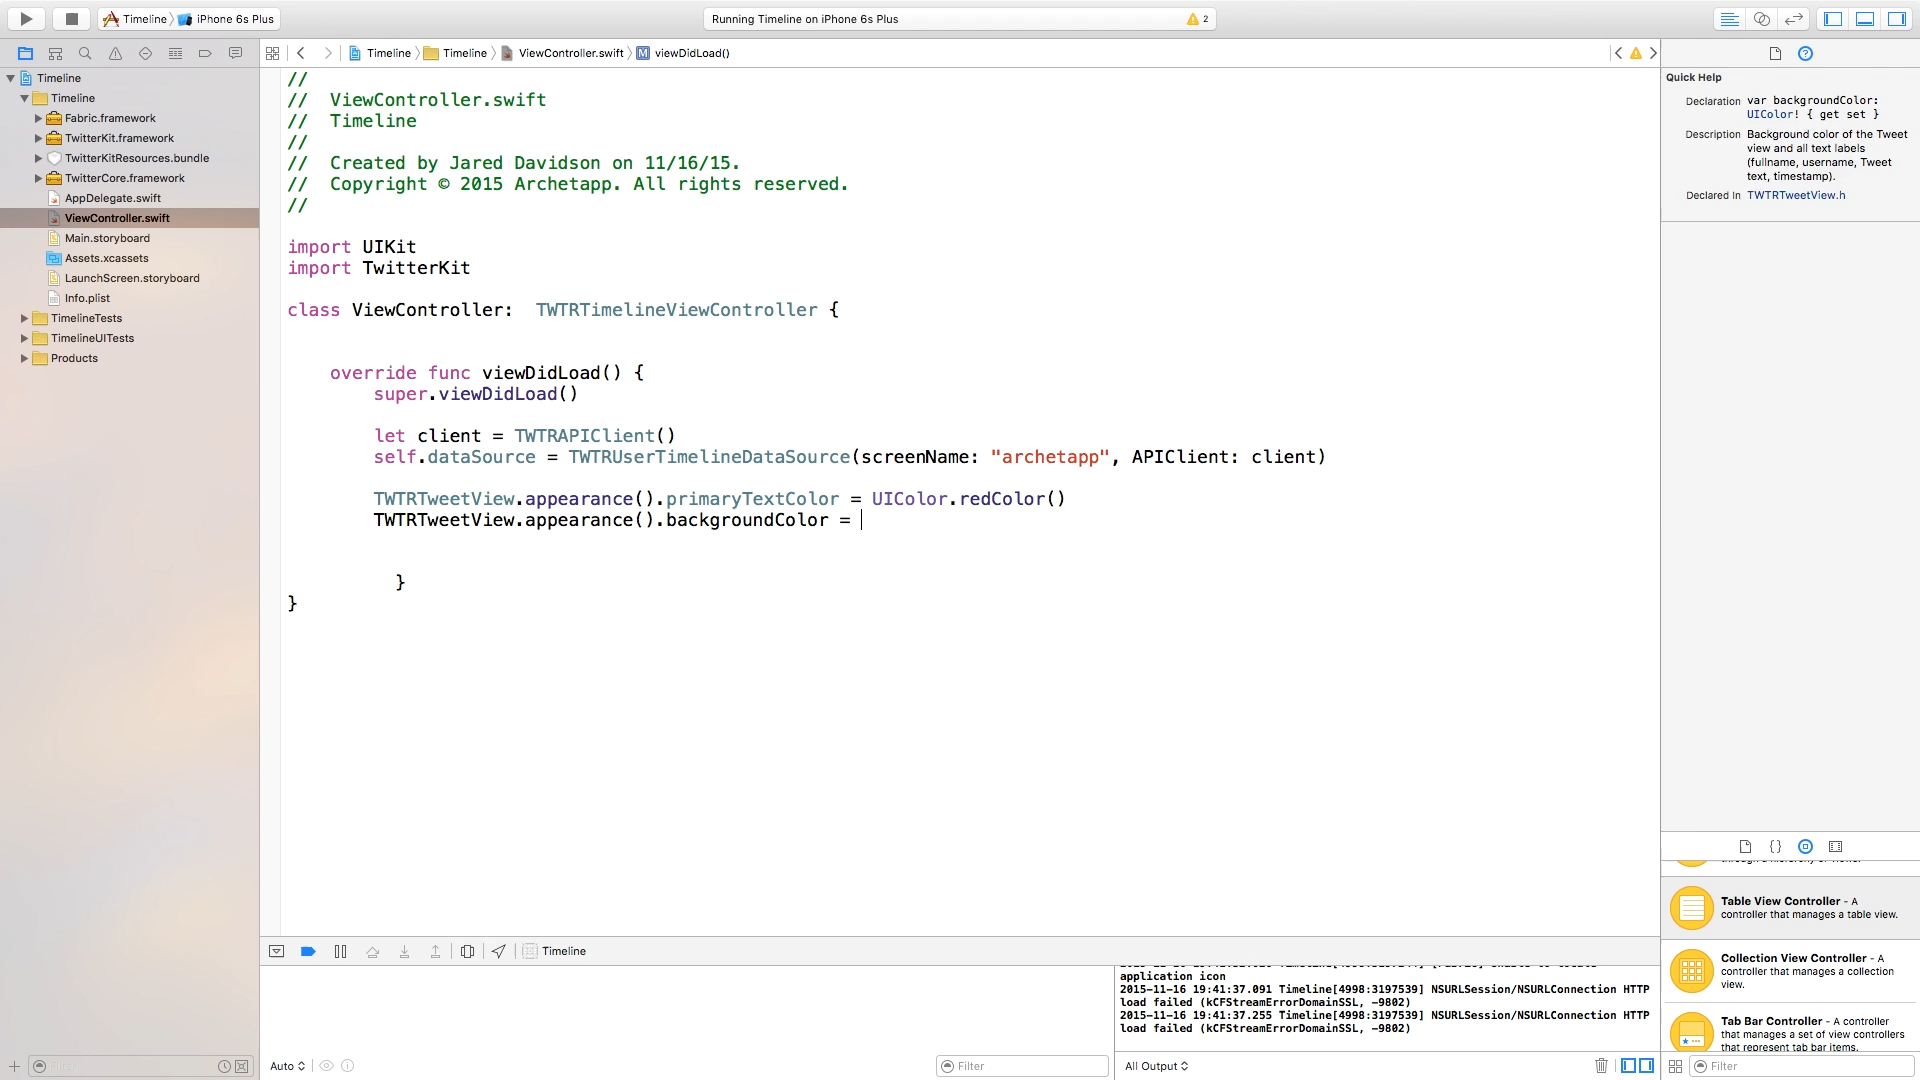 Timeline iPhone 6s Plus
Running Timeline on iPhone 6s Plus
2
Timeline Timeline ViewController.swift M viewDidLoad()
Timeline
Timeline
Fabric.framework
TwitterKit.framework
TwitterKitResources.bundle
TwitterCore.framework
AppDelegate.swift
ViewController.swift
Main.storyboard
Assets.xcassets
LaunchScreen.storyboard
Info.plist
TimelineTests
TimelineUITests
Products
//
// ViewController.swift
// Timeline
//
// Created by Jared Davidson on 11/16/15.
// Copyright © 2015 Archetapp. All rights reserved.
//
import UIKit
import TwitterKit
class ViewController: TWTRTimelineViewController {
override func viewDidLoad() {
super.viewDidLoad()
let client = TWTRAPIClient()
self.dataSource = TWTRUserTimelineDataSource(screenName: "archetapp", APIClient: client)
TWTRTweetView.appearance().primaryTextColor = UIColor.redColor()
TWTRTweetView.appearance().backgroundColor =
}
}
Quick Help
Declaration var backgroundColor:
UIColor! { get set }
Description Background color of the Tweet
view and all text labels
(fullname, username, Tweet
text, timestamp).
Declared In TWTRTweetView.h
Table View Controller - A
controller that manages a table view.
Collection View Controller - A
controller that manages a collection
view.
Tab Bar Controller - A controller
that manages a set of view controllers
that represent tab bar items.
Timeline
application icon
2015-11-16 19:41:37.091 Timeline[4998:3197539] NSURLSession/NSURLConnection HTTP
load failed (kCFStreamErrorDomainSSL, -9802)
2015-11-16 19:41:37.255 Timeline[4998:3197539] NSURLSession/NSURLConnection HTTP
load failed (kCFStreamErrorDomainSSL, -9802)
Filter
Auto
Filter
All Output
Filter